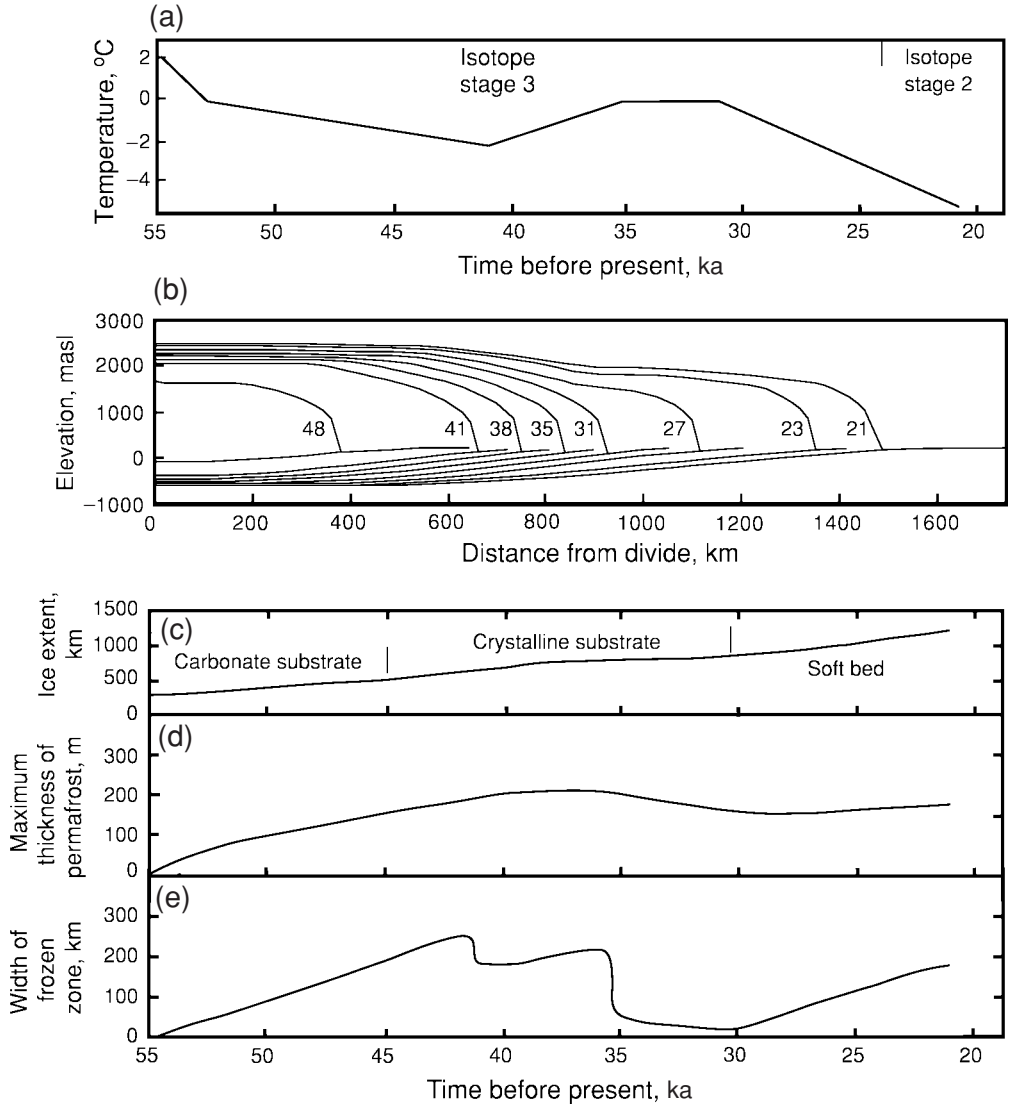 (a)
Temperature, ºC
2
0
−2
−4
Isotope
stage 3
Isotope
stage 2
55 50 45 40 35 30 25 20
Time before present, ka
(b)
Elevation, masl
3000
2000
1000
0
−1000
48 41 38 35 31 27 23 21
0 200 400 600 800 1000 1200 1400 1600
Distance from divide, km
Ice extent,
km
1500
1000
500
0
(c)
Carbonate substrate
Crystalline substrate
Soft bed
Maximum
thickness of
permafrost, m
(d)
300
200
100
0
Width of
frozen
zone, km
(e)
300
200
100
0
55 50 45 40 35 30 25 20
Time before present, ka